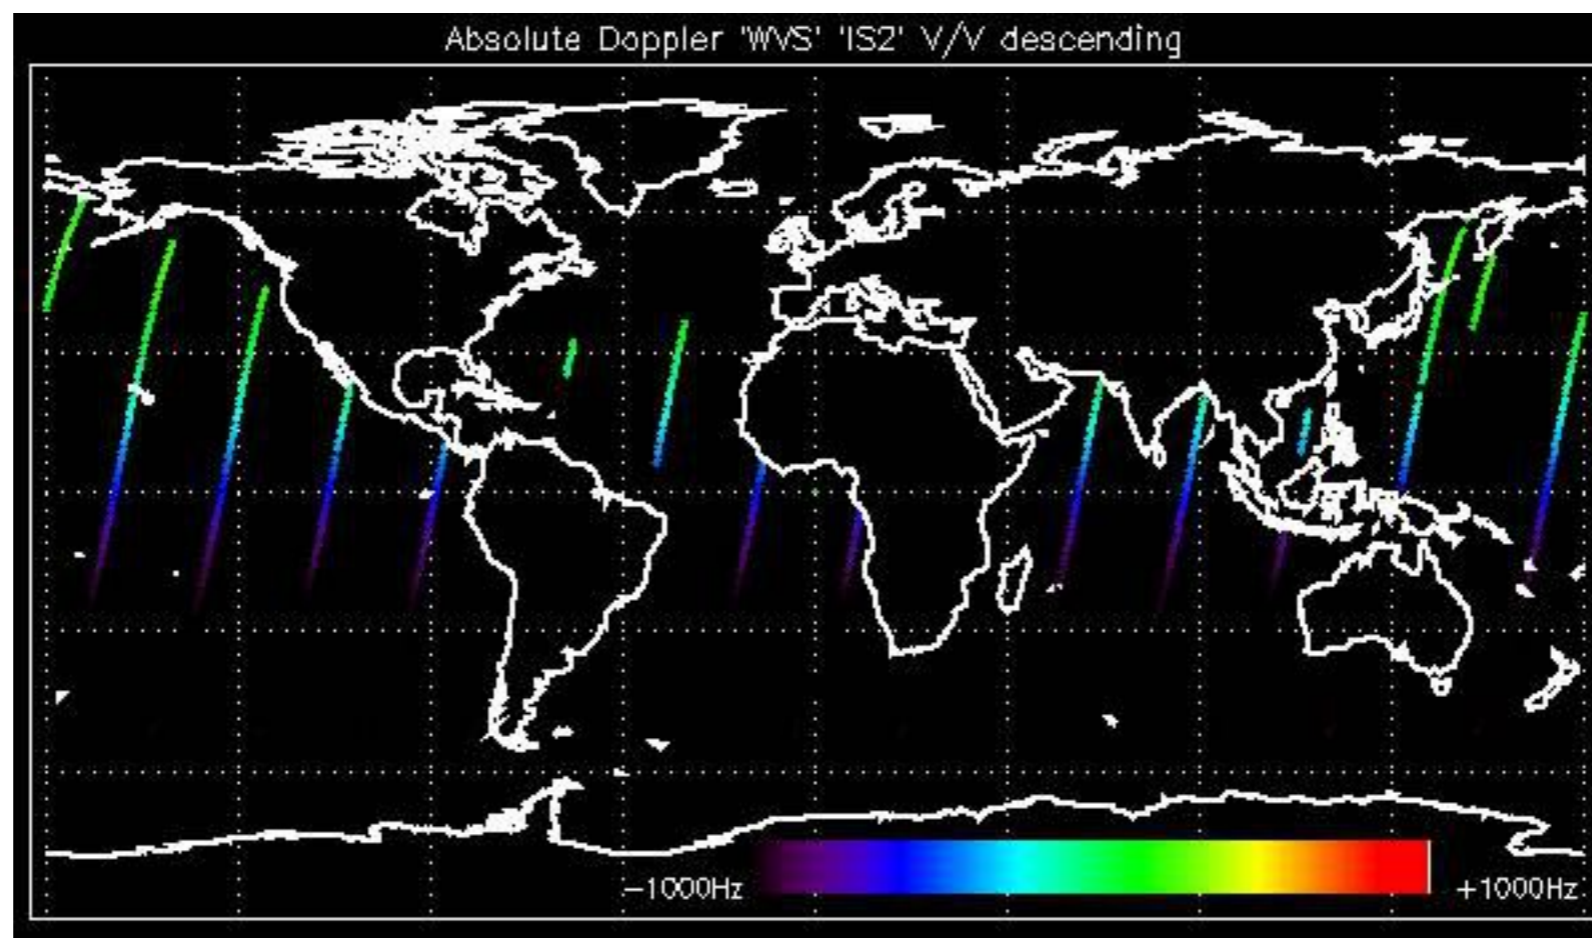 Absolute Doppler 'WVS' 'IS2' V/V descending
-1000Hz +1000Hz